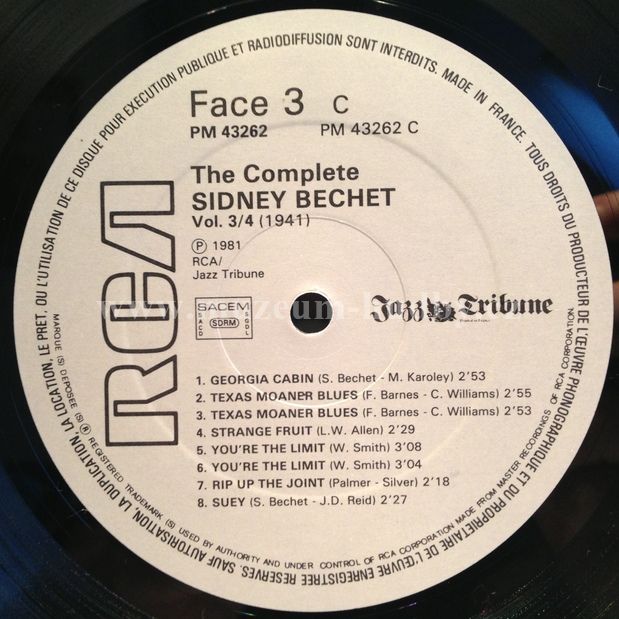 OU L'UTILISATION DE CE DISQUE POUR EXECUTION PUBLIQUE ET RADIODIFFUSION SONT INTERDITS. MADE IN FRANCE. TOUS DROITS DU PRODUCTEUR DE L'ŒUVRE PHONOGRAPHIQUE ET DU PROPRIETAIRE DE L'ŒUVRE ENREGISTREE RESERVES. SAUF AUTORISATION, LA DUPLICATION, LA LOCATION, LE PRET,
Face 3 C
PM 43262 PM 43262 C
The Complete
SIDNEY BECHET
Vol. 3/4 (1941)
Ⓟ 1981
RCA/
Jazz Tribune
RCA
SACEM
SACD
SDRM
SGDL
Jazz Tribune
1. GEORGIA CABIN (S. Bechet - M. Karoley) 2'53
2. TEXAS MOANER BLUES (F. Barnes - C. Williams) 2'55
3. TEXAS MOANER BLUES (F. Barnes - C. Williams) 2'53
4. STRANGE FRUIT (L.W. Allen) 2'29
5. YOU'RE THE LIMIT (W. Smith) 3'08
6. YOU'RE THE LIMIT (W. Smith) 3'04
7. RIP UP THE JOINT (Palmer - Silver) 2'18
8. SUEY (S. Bechet - J.D. Reid) 2'27
MARQUE (S) DEPOSEE (S) ® REGISTERED TRADEMARK (S) USED BY AUTHORITY AND UNDER CONTROL OF RCA CORPORATION MADE FROM MASTER RECORDINGS OF RCA CORPORATION.